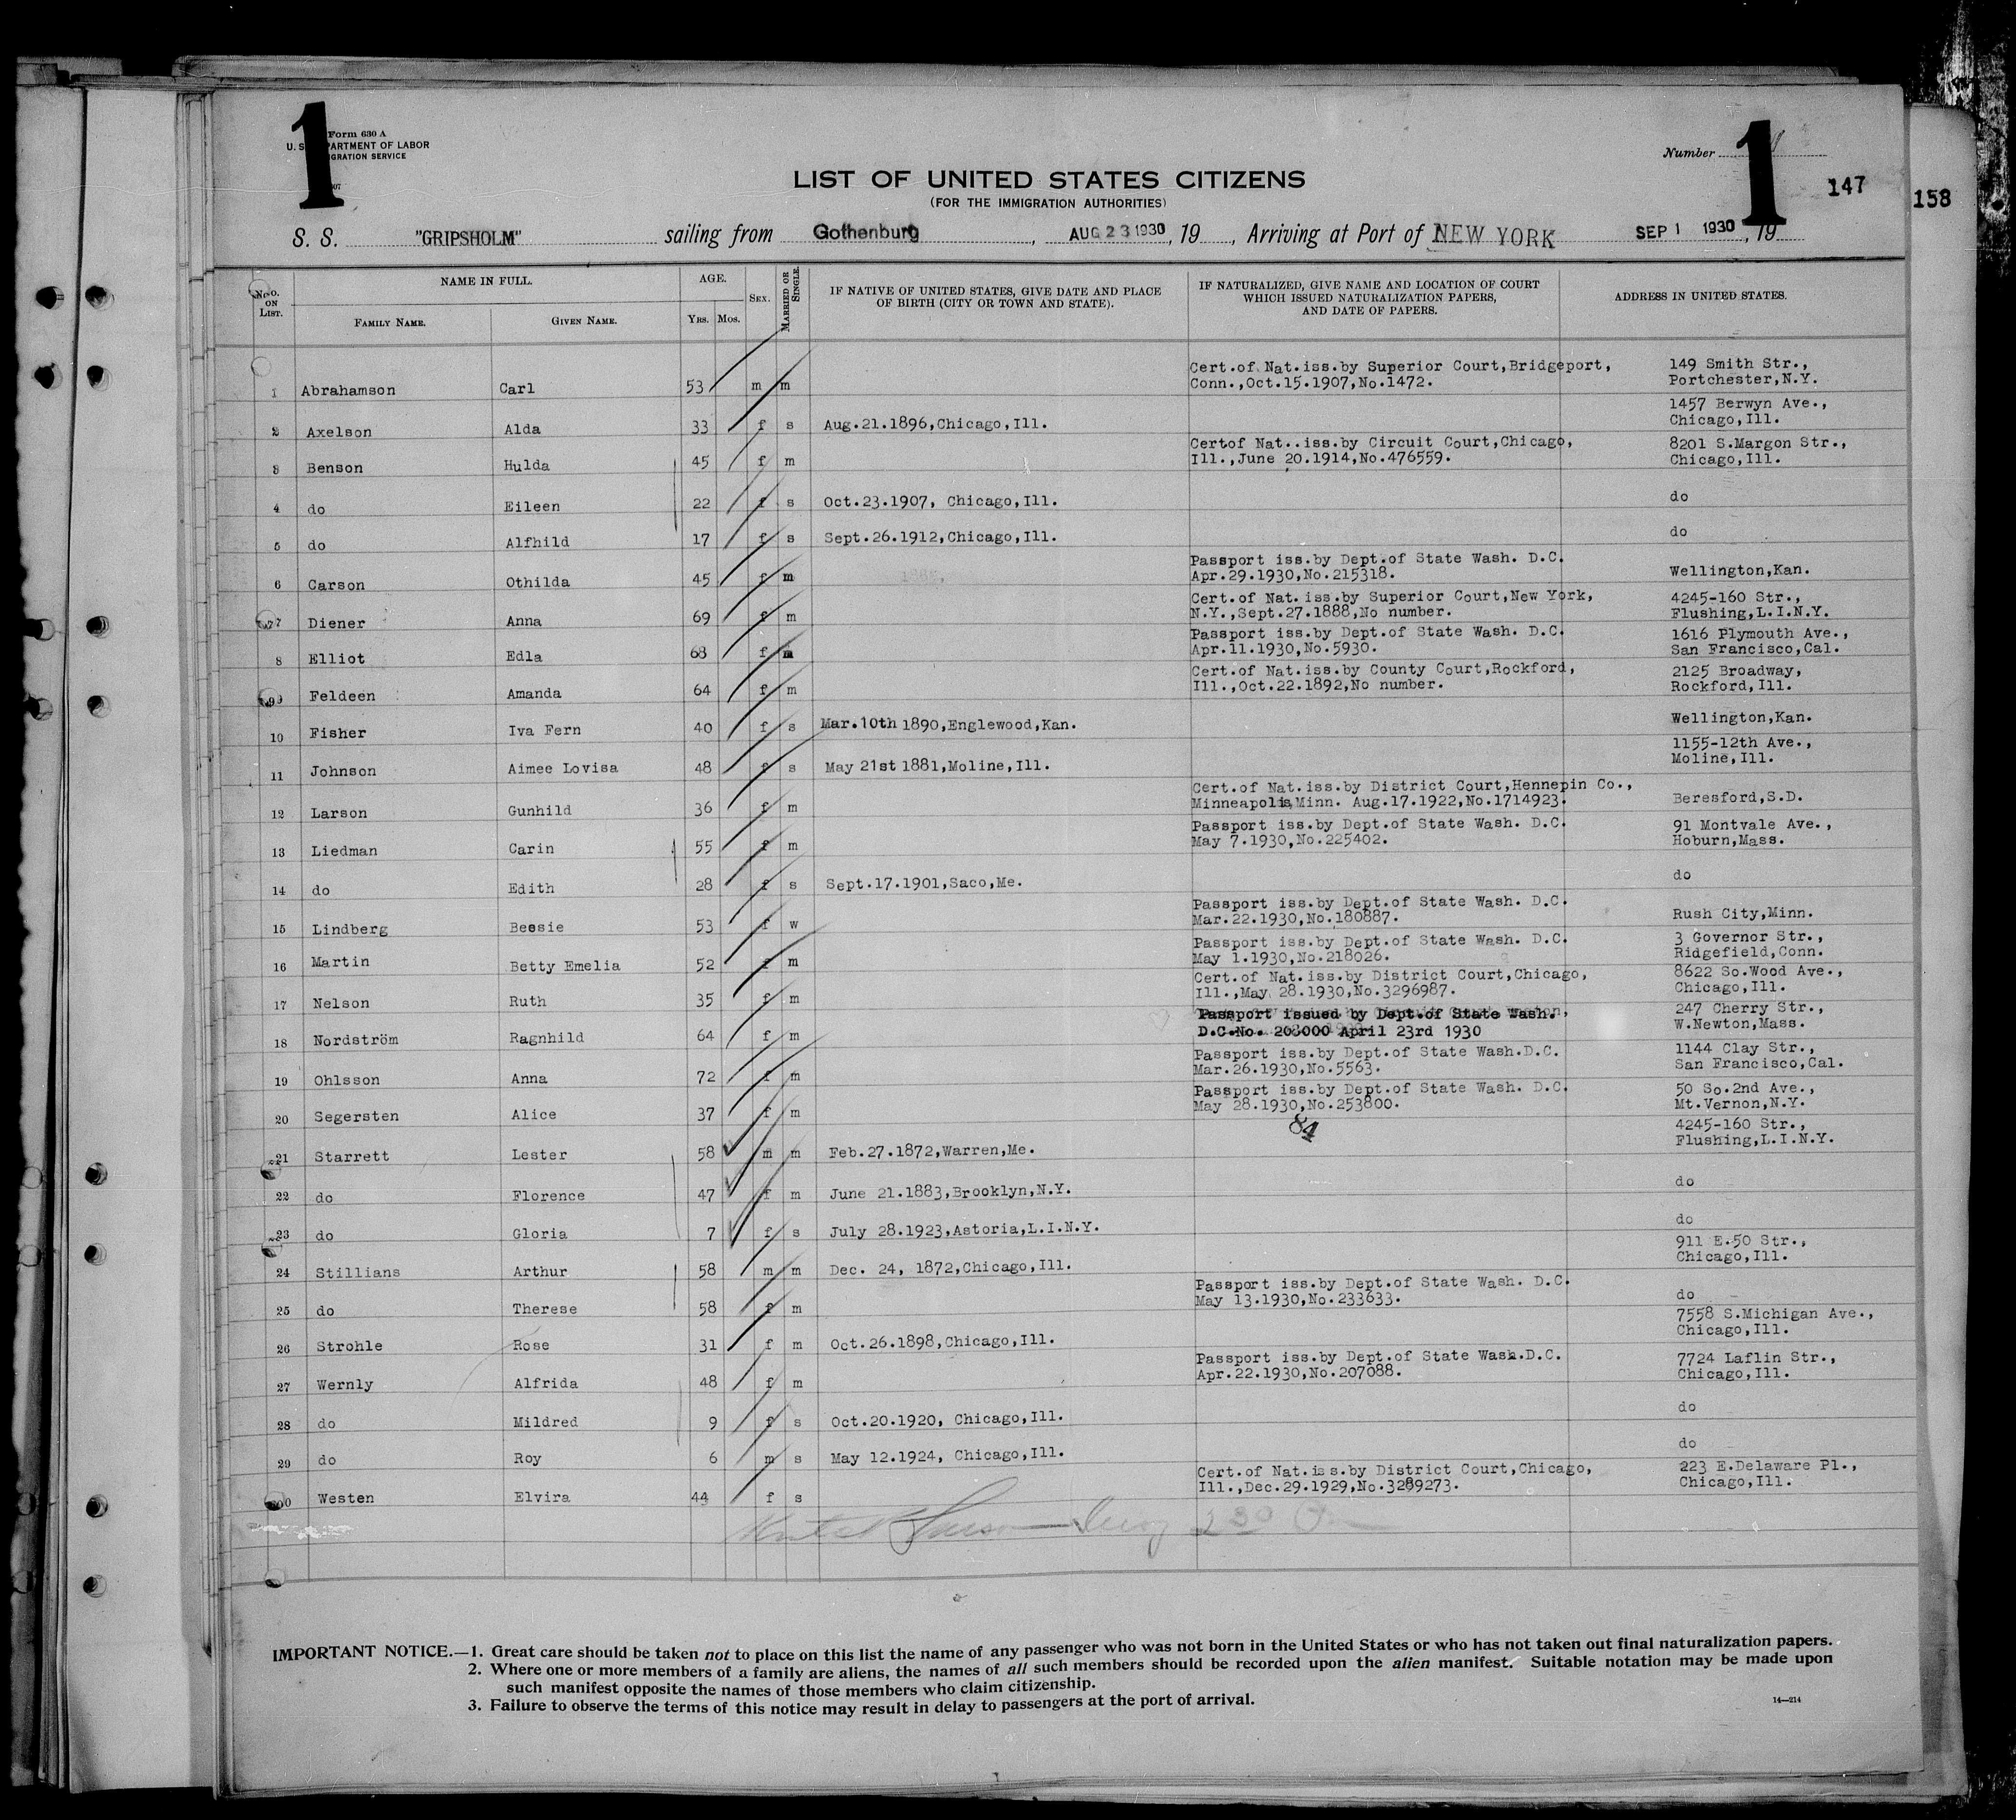 1
Form 630 A
U. S. DEPARTMENT OF LABOR
IMMIGRATION SERVICE
Number 1
147
158
LIST OF UNITED STATES CITIZENS
(FOR THE IMMIGRATION AUTHORITIES)
S. S. "GRIPSHOLM" sailing from Gothenburg, AUG 23 1930, 19, Arriving at Port of NEW YORK SEP 1 1930, 19
No. ON LIST. NAME IN FULL. FAMILY NAME. GIVEN NAME. AGE. YRS. MOS. SEX. MARRIED OR SINGLE. IF NATIVE OF UNITED STATES, GIVE DATE AND PLACE OF BIRTH (CITY OR TOWN AND STATE). IF NATURALIZED, GIVE NAME AND LOCATION OF COURT WHICH ISSUED NATURALIZATION PAPERS, AND DATE OF PAPERS. ADDRESS IN UNITED STATES.
1 Abrahamson Carl 53 m m Cert.of Nat.iss.by Superior Court,Bridgeport, Conn.,Oct.15.1907,No.1472. 149 Smith Str., Portchester,N.Y.
2 Axelson Alda 33 f s Aug.21.1896,Chicago,Ill. 1457 Berwyn Ave., Chicago,Ill.
3 Benson Hulda 45 f m Certof Nat..iss.by Circuit Court,Chicago, Ill.,June 20.1914,No.476559. 8201 S.Margon Str., Chicago,Ill.
4 do Eileen 22 f s Oct.23.1907, Chicago,Ill. do
5 do Alfhild 17 f s Sept.26.1912,Chicago,Ill. do
6 Carson Othilda 45 f m Passport iss.by Dept.of State Wash. D.C. Apr.29.1930,No.215318. Wellington,Kan.
7 Diener Anna 69 f m Cert.of Nat.iss.by Superior Court,New York, N.Y.,Sept.27.1888,No number. 4245-160 Str., Flushing,L.I.N.Y.
8 Elliot Edla 68 f m Passport iss.by Dept.of State Wash. D.C. Apr.11.1930,No.5930. 1616 Plymouth Ave., San Francisco,Cal.
9 Feldeen Amanda 64 f m Cert.of Nat.iss.by County Court,Rockford, Ill.,Oct.22.1892,No number. 2125 Broadway, Rockford,Ill.
10 Fisher Iva Fern 40 f s Mar.10th 1890,Englewood,Kan. Wellington,Kan.
11 Johnson Aimee Lovisa 48 f s May 21st 1881,Moline,Ill. 1155-12th Ave., Moline,Ill.
12 Larson Gunhild 36 f m Cert.of Nat.iss.by District Court,Hennepin Co., Minneapolis,Minn. Aug.17.1922,No.1714923. Beresford,S.D.
13 Liedman Carin 55 f m Passport iss.by Dept.of State Wash. D.C. May 7.1930,No.225402. 91 Montvale Ave., Hoburn,Mass.
14 do Edith 28 f s Sept.17.1901,Saco,Me. do
15 Lindberg Bessie 53 f w Passport iss.by Dept.of State Wash. D.C. Mar.22.1930,No.180887. Rush City,Minn.
16 Martin Betty Emelia 52 f m Passport iss.by Dept.of State Wash. D.C. May 1.1930,No.218026. 3 Governor Str., Ridgefield,Conn.
17 Nelson Ruth 35 f m Cert.of Nat.iss.by District Court,Chicago, Ill.,May 28.1930,No.3296987. 8622 So.Wood Ave., Chicago,Ill.
18 Nordström Ragnhild 64 f m Passport issued by Dept.of State Wash. D.C.No. 208000 April 23rd 1930 247 Cherry Str., W.Newton,Mass.
19 Ohlsson Anna 72 f m Passport iss.by Dept.of State Wash.D.C. Mar.26.1930,No.5563. 1144 Clay Str., San Francisco,Cal.
20 Segersten Alice 37 f m Passport iss.by Dept.of State Wash. D.C. May 28.1930,No.253800. 50 So.2nd Ave., Mt.Vernon,N.Y.
84
21 Starrett Lester 58 m m Feb.27.1872,Warren,Me. 4245-160 Str., Flushing,L.I.N.Y.
22 do Florence 47 f m June 21.1883,Brooklyn,N.Y. do
23 do Gloria 7 f s July 28.1923,Astoria,L.I.N.Y. do
24 Stillians Arthur 58 m m Dec. 24, 1872,Chicago,Ill. 911 E.50 Str., Chicago,Ill.
25 do Therese 58 f m Passport iss.by Dept.of State Wash. D.C. May 13.1930,No.233633. do
26 Strohle Rose 31 f m Oct.26.1898,Chicago,Ill. 7558 S.Michigan Ave., Chicago,Ill.
27 Wernly Alfrida 48 f m Passport iss.by Dept.of State Wash.D.C. Apr.22.1930,No.207088. 7724 Laflin Str., Chicago,Ill.
28 do Mildred 9 f s Oct.20.1920, Chicago,Ill. do
29 do Roy 6 m s May 12.1924, Chicago,Ill. do
30 Westen Elvira 44 f s Cert.of Nat.iss.by District Court,Chicago, Ill.,Dec.29.1929,No.3289273. 223 E.Delaware Pl., Chicago,Ill.
IMPORTANT NOTICE.—1. Great care should be taken not to place on this list the name of any passenger who was not born in the United States or who has not taken out final naturalization papers.
2. Where one or more members of a family are aliens, the names of all such members should be recorded upon the alien manifest. Suitable notation may be made upon
such manifest opposite the names of those members who claim citizenship.
3. Failure to observe the terms of this notice may result in delay to passengers at the port of arrival.
14—214